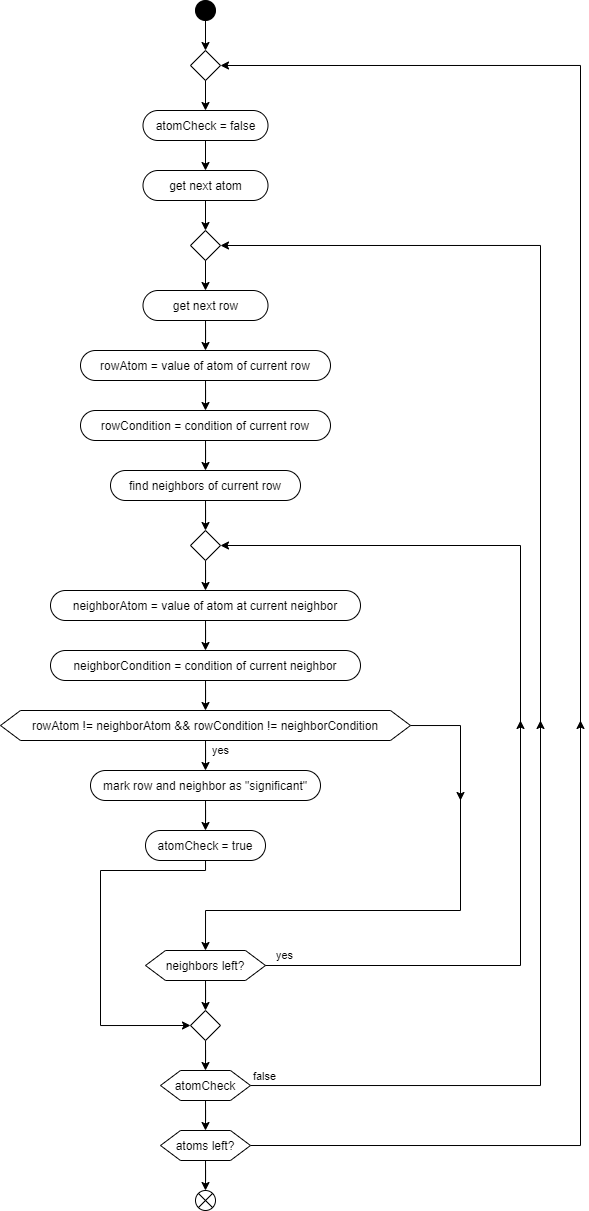 atomCheck = false
get next atom
get next row
rowAtom = value of atom of current row
rowCondition = condition of current row
find neighbors of current row
neighborAtom = value of atom at current neighbor
neighborCondition = condition of current neighbor
rowAtom != neighborAtom && rowCondition != neighborCondition
yes
mark row and neighbor as "significant"
atomCheck = true
neighbors left?
yes
atomCheck
false
atoms left?